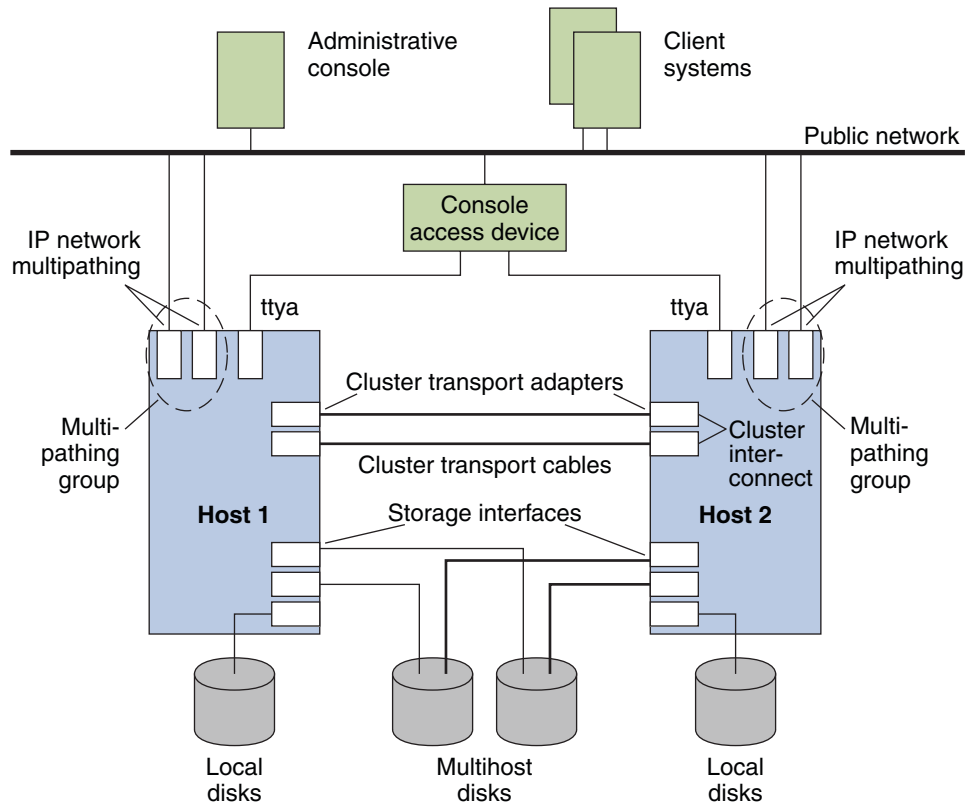 Administrative
console
Client
systems
Public network
Console
access device
IP network
multipathing
IP network
multipathing
ttya
ttya
Cluster transport adapters
Multi-
pathing
group
Cluster
inter-
connect
Multi-
pathing
group
Cluster transport cables
Host 1
Storage interfaces
Host 2
Local
disks
Multihost
disks
Local
disks